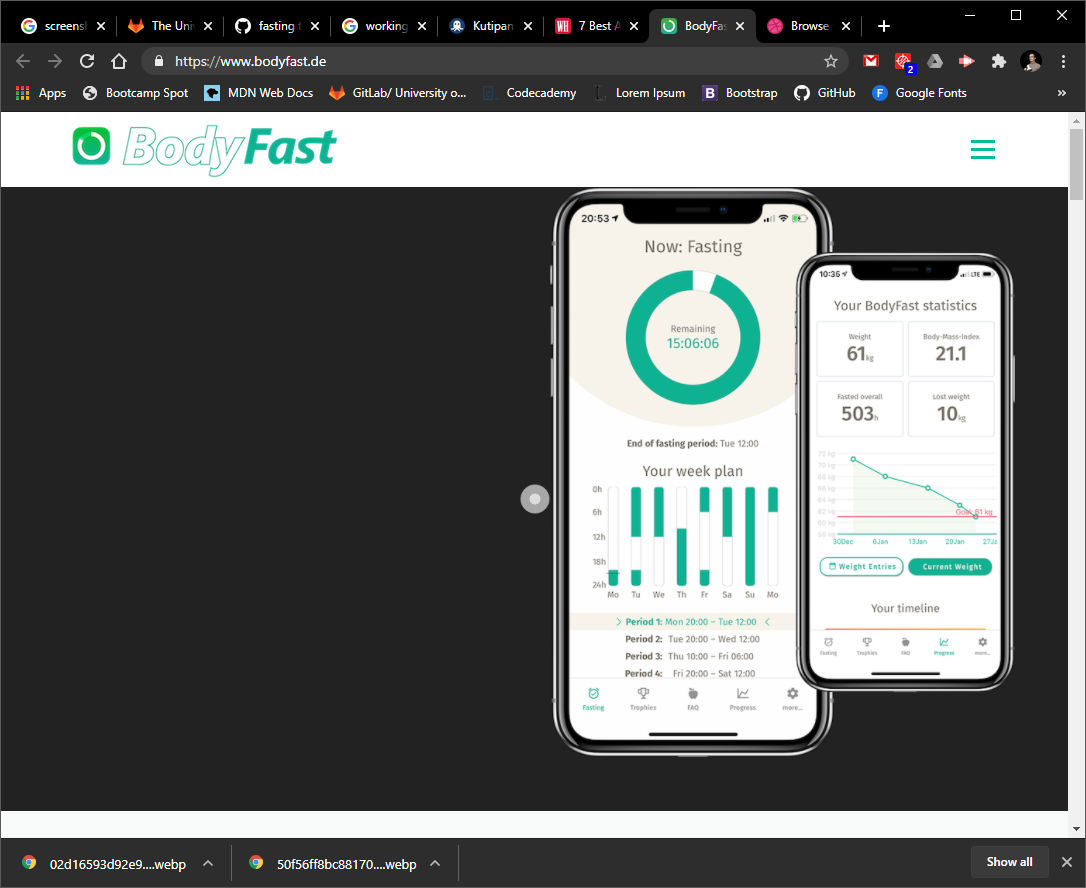 screensh
The Univ
fasting t
working
Kutipan
7 Best A
BodyFas
Browse
https://www.bodyfast.de
2
Apps
Bootcamp Spot
MDN Web Docs
GitLab/ University o...
Codecademy
Lorem Ipsum
Bootstrap
GitHub
Google Fonts
»
BodyFast
20:53
Now: Fasting
Remaining
15:06:06
End of fasting period: Tue 12:00
Your week plan
0h
6h
12h
18h
24h
Mo Tu We Th Fr Sa Su Mo
Period 1: Mon 20:00 – Tue 12:00
Period 2: Tue 20:00 – Wed 12:00
Period 3: Thu 10:00 – Fri 06:00
Period 4: Fri 20:00 – Sat 12:00
Fasting Trophies FAQ Progress more...
10:35 LTE
Your BodyFast statistics
Weight
61kg
Body-Mass-Index
21.1
Fasted overall
503h
Lost weight
10kg
72 kg
70 kg
68 kg
66 kg
64 kg
62 kg
60 kg
58 kg
Goal: 61 kg
30Dec 6Jan 13Jan 20Jan 27Ja
Weight Entries
Current Weight
Your timeline
Fasting Trophies FAQ Progress more...
02d16593d92e9....webp
50f56ff8bc88170....webp
Show all